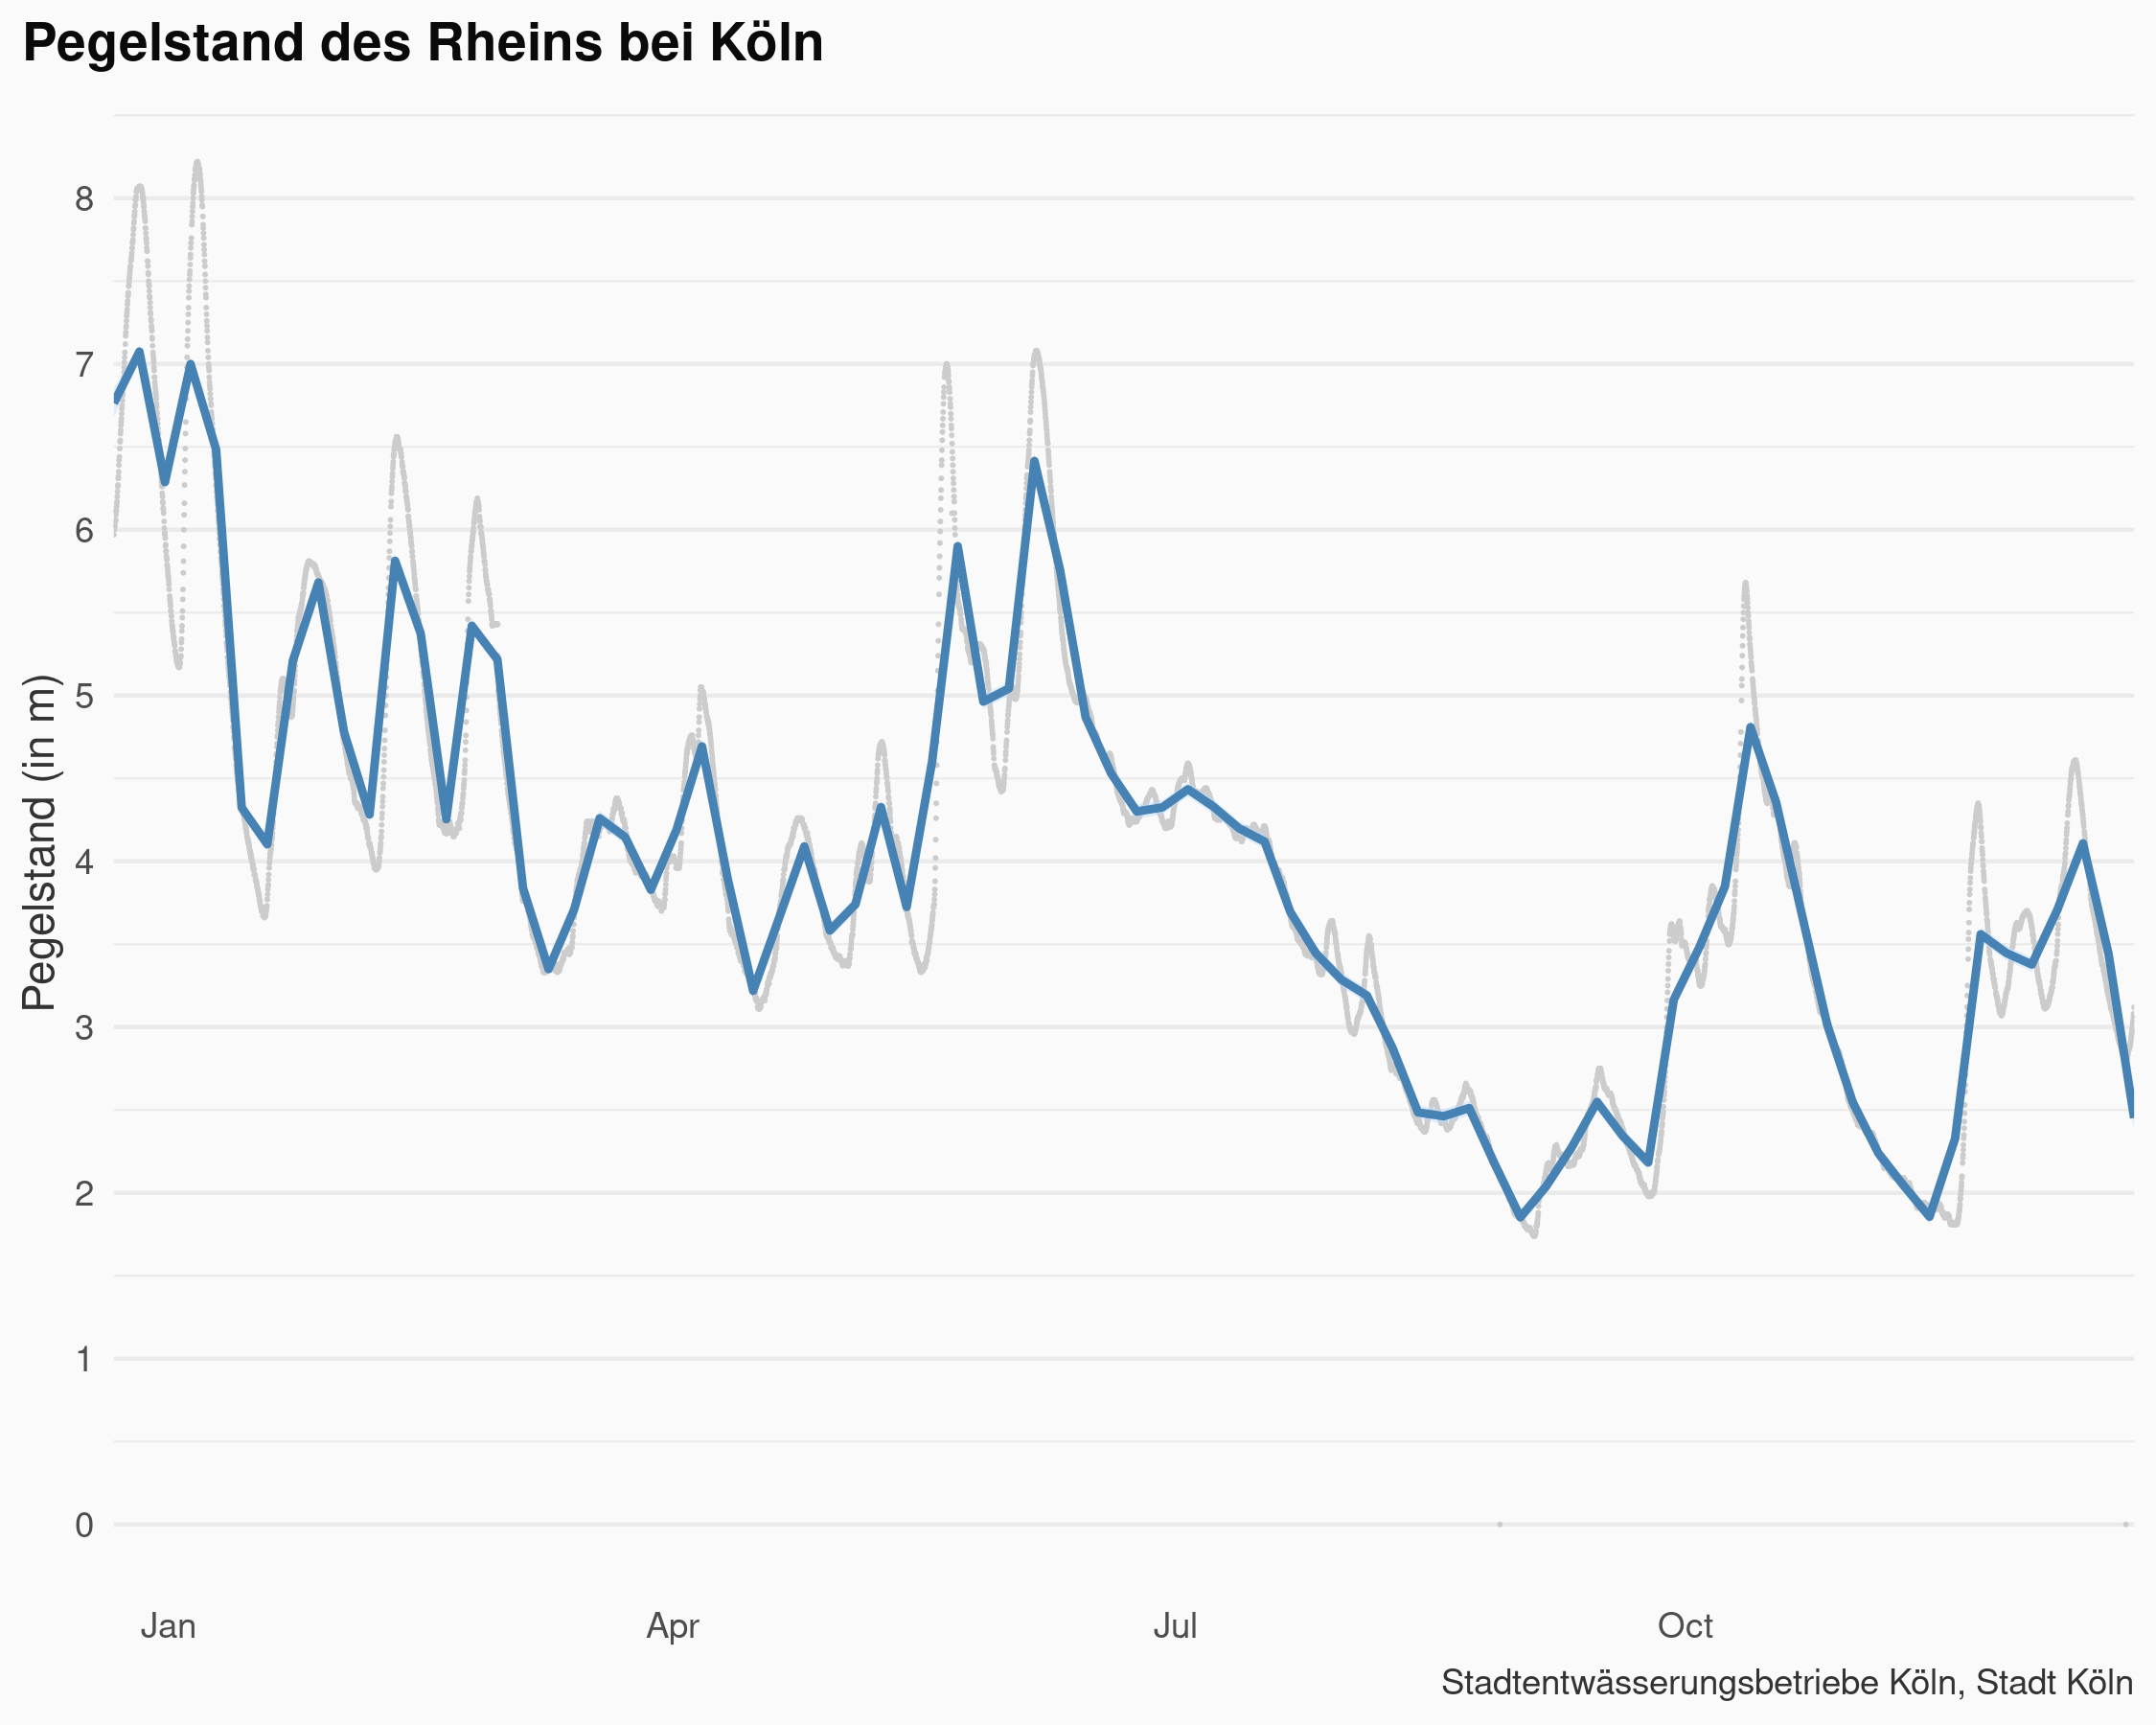 Pegelstand des Rheins bei Köln
Pegelstand (in m)
8
7
6
5
4
3
2
1
0
Jan Apr Jul Oct
Stadtentwässerungsbetriebe Köln, Stadt Köln